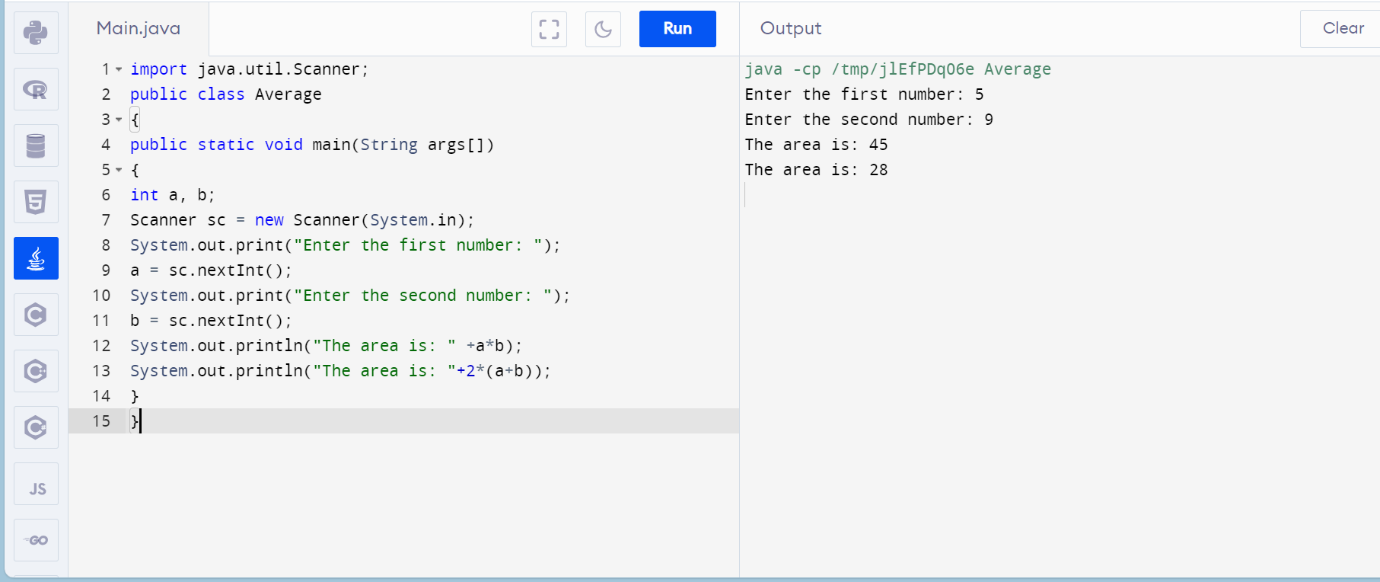 Main.java
Run
Output
Clear
1 import java.util.Scanner;
2 public class Average
3 {
4 public static void main(String args[])
5 {
6 int a, b;
7 Scanner sc = new Scanner(System.in);
8 System.out.print("Enter the first number: ");
9 a = sc.nextInt();
10 System.out.print("Enter the second number: ");
11 b = sc.nextInt();
12 System.out.println("The area is: " +a*b);
13 System.out.println("The area is: "+2*(a+b));
14 }
15 }
java -cp /tmp/jlEfPDqO6e Average
Enter the first number: 5
Enter the second number: 9
The area is: 45
The area is: 28
R
5
C
C
C
JS
GO